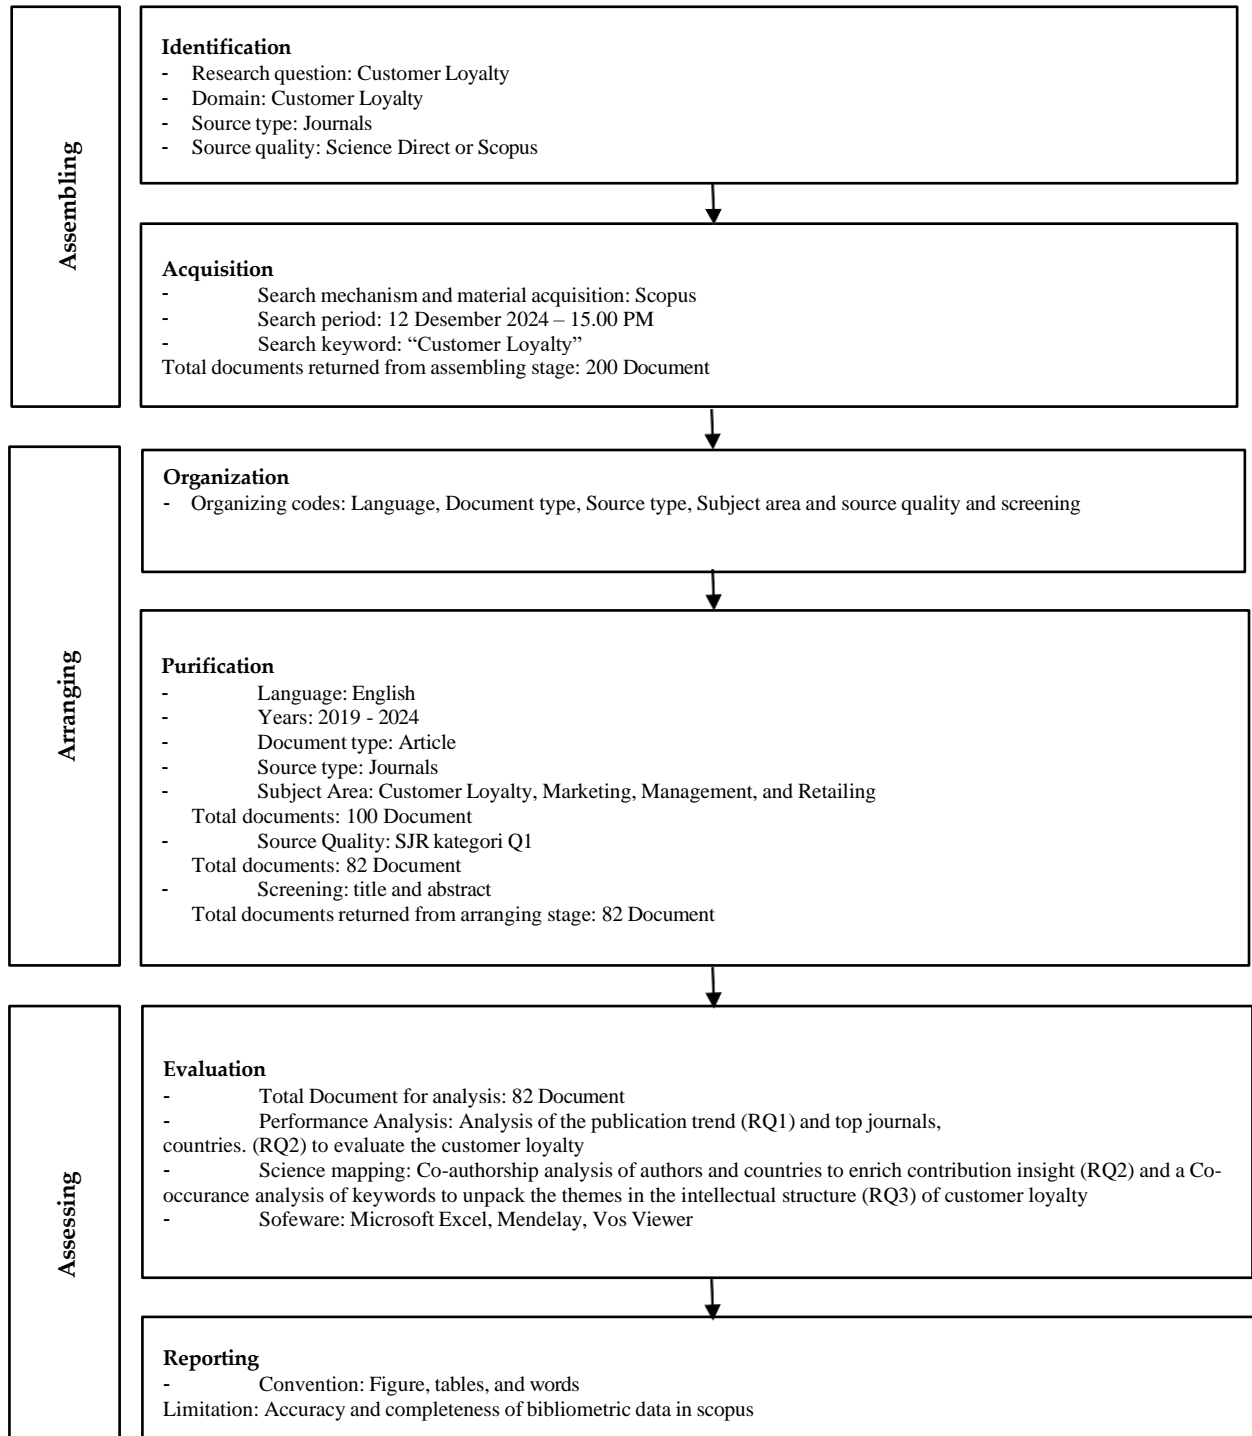 Assembling
Identification
- Research question: Customer Loyalty
- Domain: Customer Loyalty
- Source type: Journals
- Source quality: Science Direct or Scopus
Acquisition
- Search mechanism and material acquisition: Scopus
- Search period: 12 Desember 2024 – 15.00 PM
- Search keyword: “Customer Loyalty”
Total documents returned from assembling stage: 200 Document
Arranging
Organization
- Organizing codes: Language, Document type, Source type, Subject area and source quality and screening
Purification
- Language: English
- Years: 2019 - 2024
- Document type: Article
- Source type: Journals
- Subject Area: Customer Loyalty, Marketing, Management, and Retailing
Total documents: 100 Document
- Source Quality: SJR kategori Q1
Total documents: 82 Document
- Screening: title and abstract
Total documents returned from arranging stage: 82 Document
Assessing
Evaluation
- Total Document for analysis: 82 Document
- Performance Analysis: Analysis of the publication trend (RQ1) and top journals,
countries. (RQ2) to evaluate the customer loyalty
- Science mapping: Co-authorship analysis of authors and countries to enrich contribution insight (RQ2) and a Co-
occurance analysis of keywords to unpack the themes in the intellectual structure (RQ3) of customer loyalty
- Sofeware: Microsoft Excel, Mendelay, Vos Viewer
Reporting
- Convention: Figure, tables, and words
Limitation: Accuracy and completeness of bibliometric data in scopus